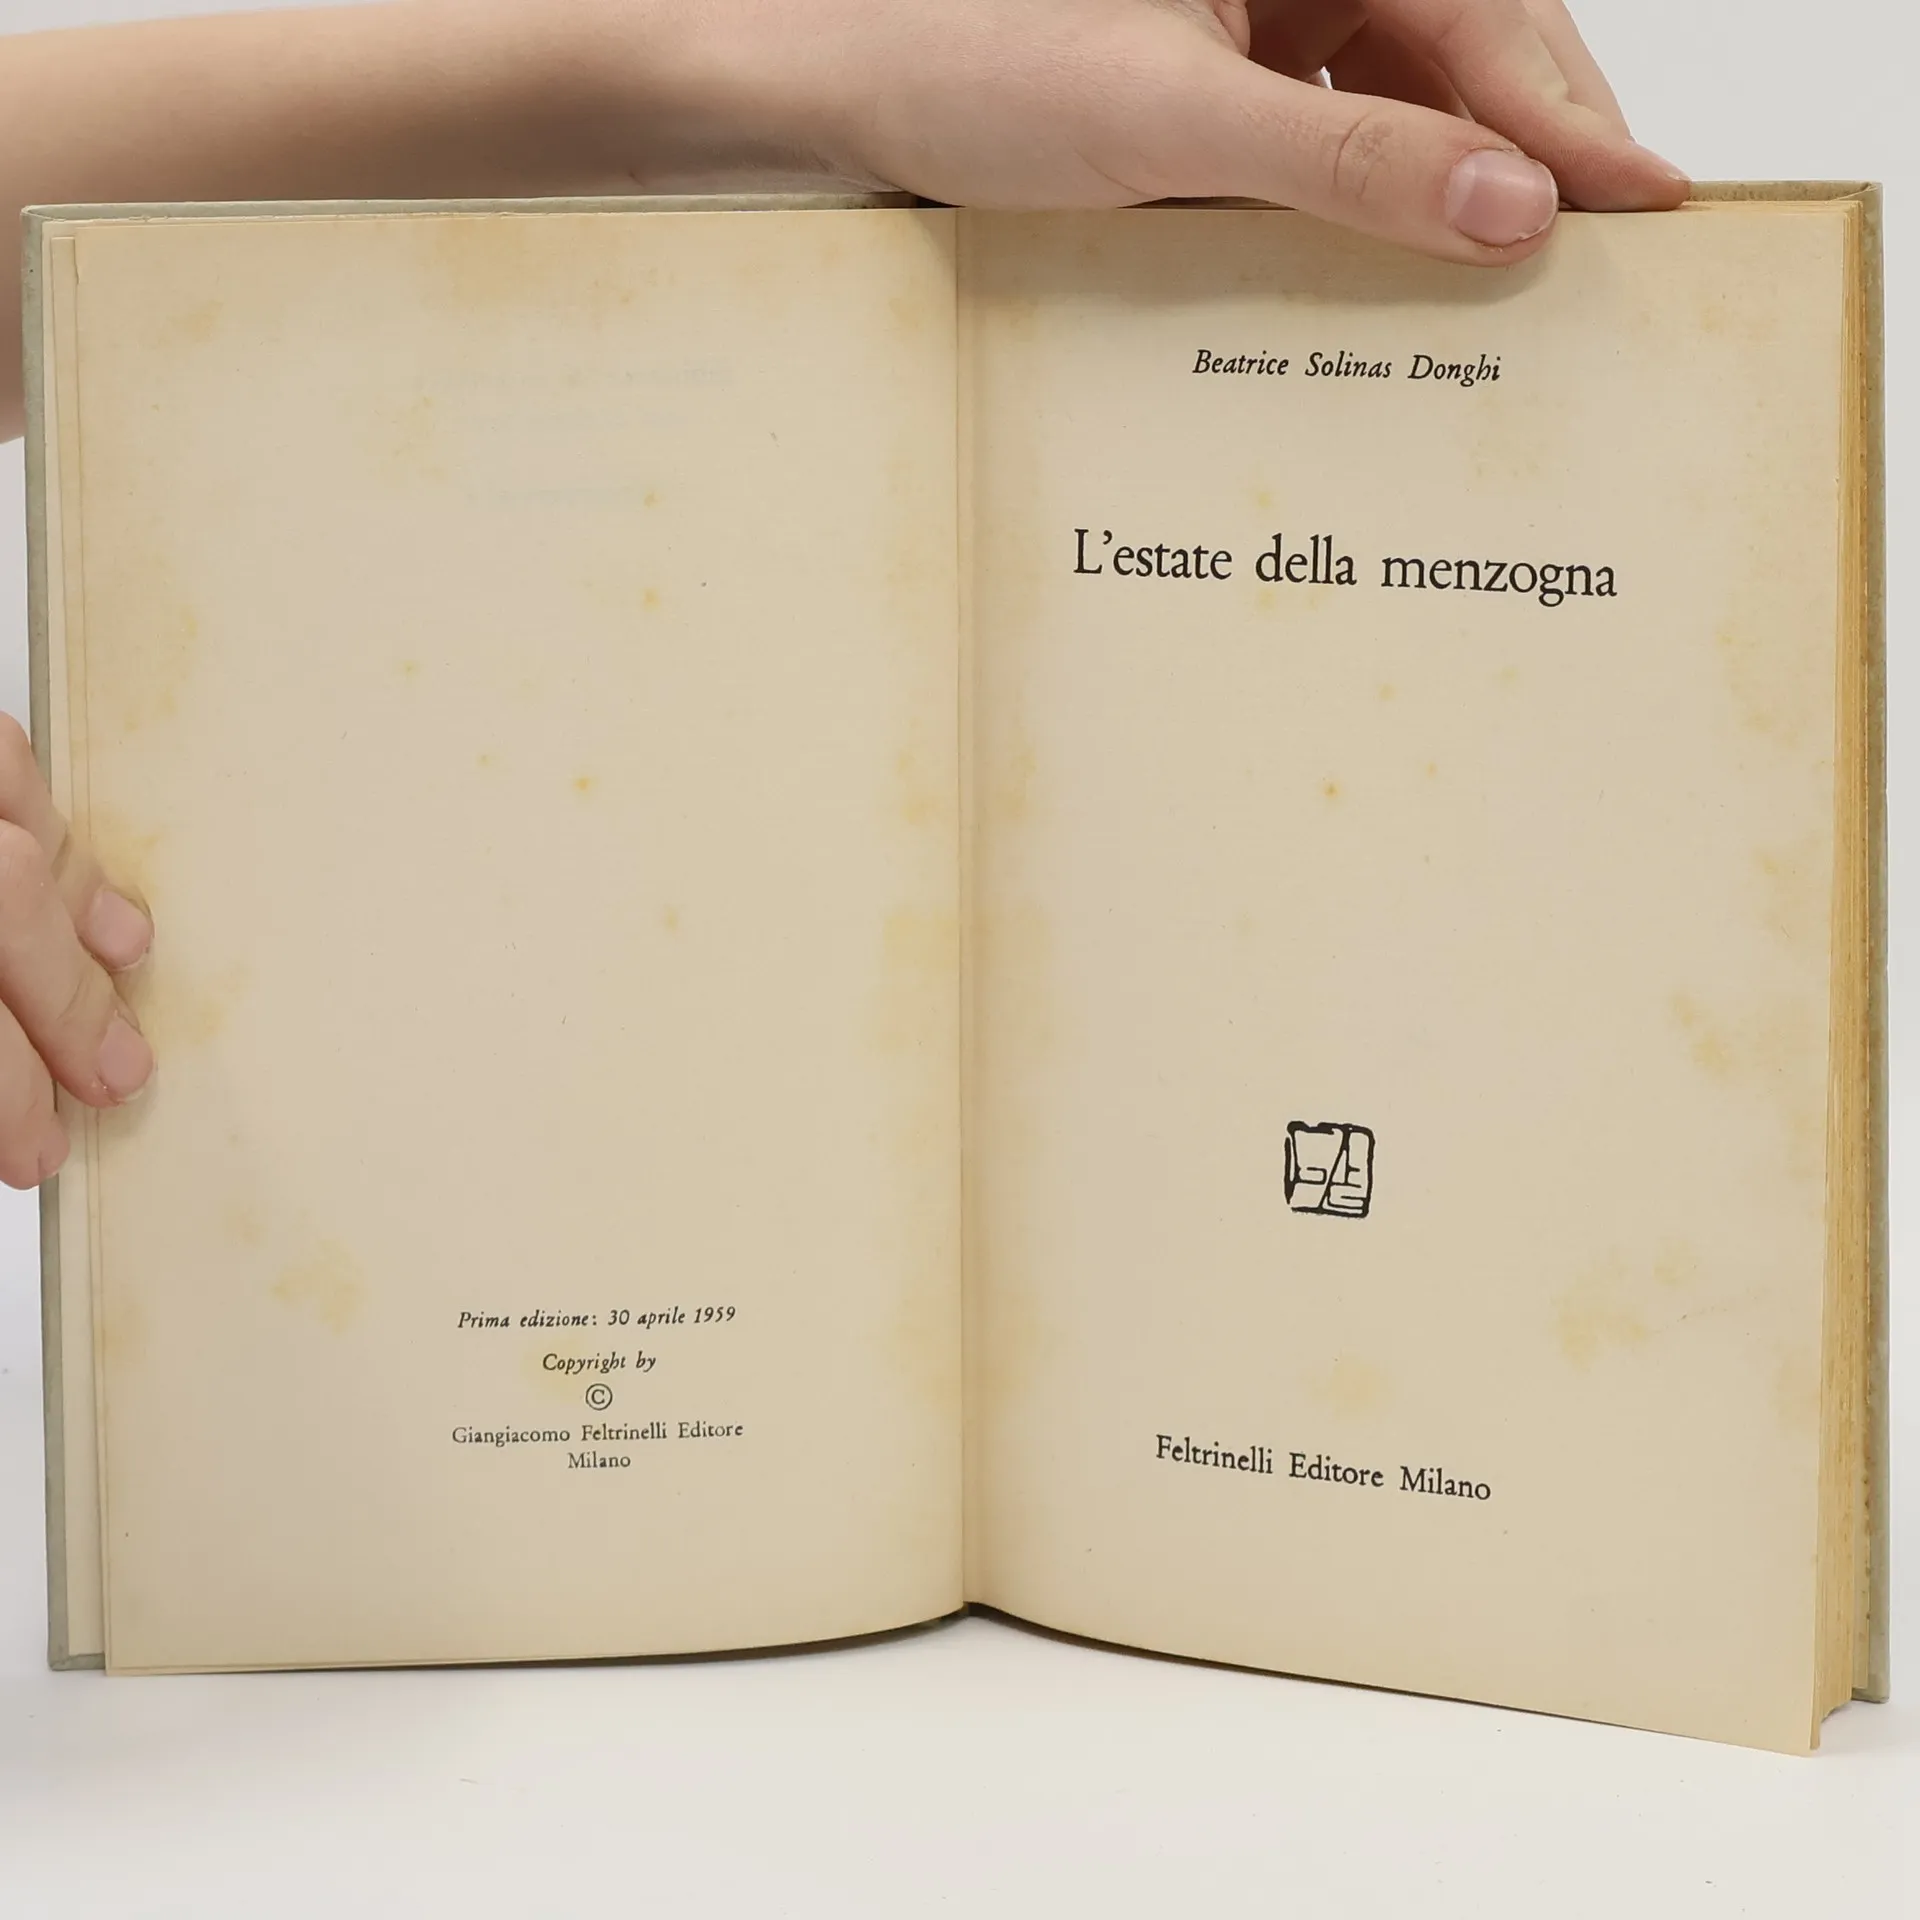 Prima edizione: 30 aprile 1959
Copyright by
©
Giangiacomo Feltrinelli Editore
Milano
Beatrice Solinas Donghi
L'estate della menzogna
Feltrinelli Editore Milano